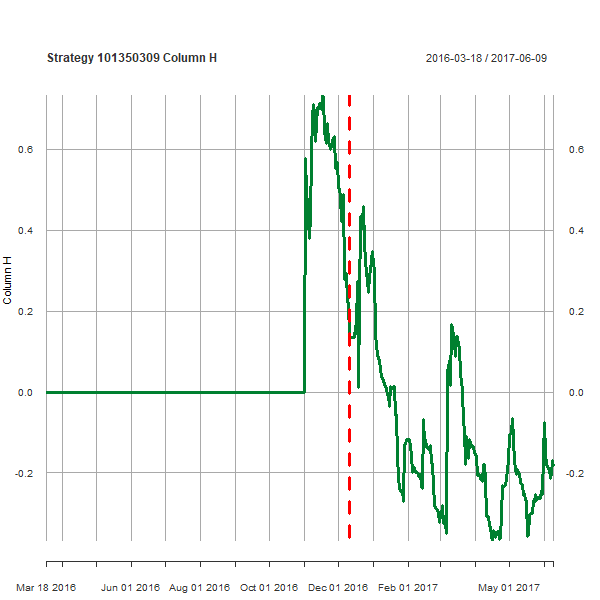 Strategy 101350309 Column H
2016-03-18 / 2017-06-09
0.6 0.6
0.4 0.4
Column H
0.2 0.2
0.0 0.0
-0.2 -0.2
Mar 18 2016 Jun 01 2016 Aug 01 2016 Oct 01 2016 Dec 01 2016 Feb 01 2017 May 01 2017